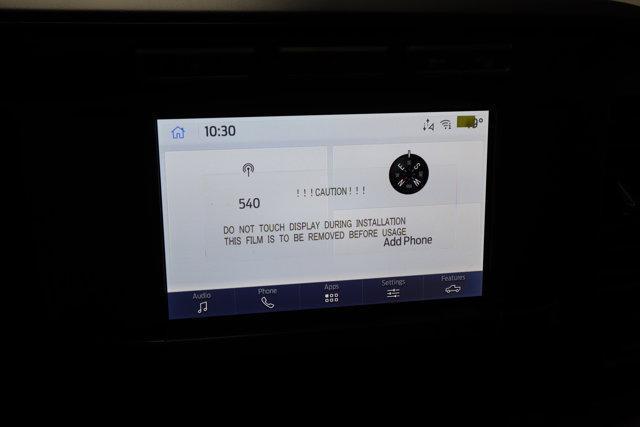 10:30
540
! ! !CAUTION! ! !
DO NOT TOUCH DISPLAY DURING INSTALLATION
THIS FILM IS TO BE REMOVED BEFORE USAGE
Add Phone
Audio
Phone
Apps
Settings
Features